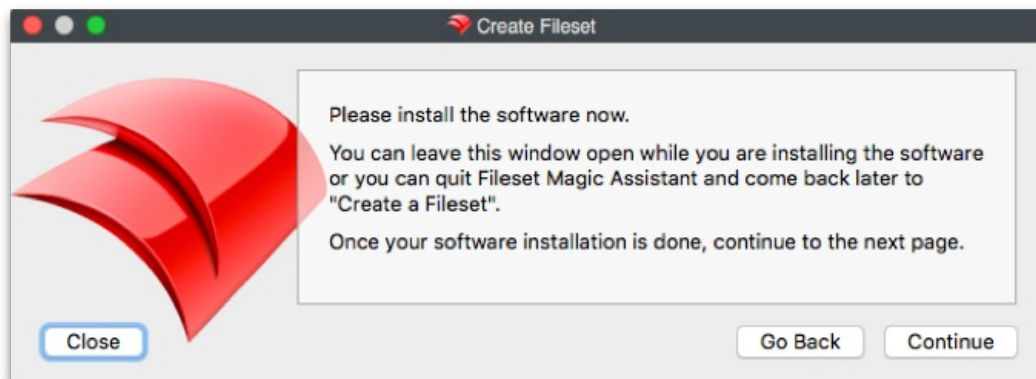 Create Fileset
Please install the software now.
You can leave this window open while you are installing the software
or you can quit Fileset Magic Assistant and come back later to
"Create a Fileset".
Once your software installation is done, continue to the next page.
Close
Go Back
Continue